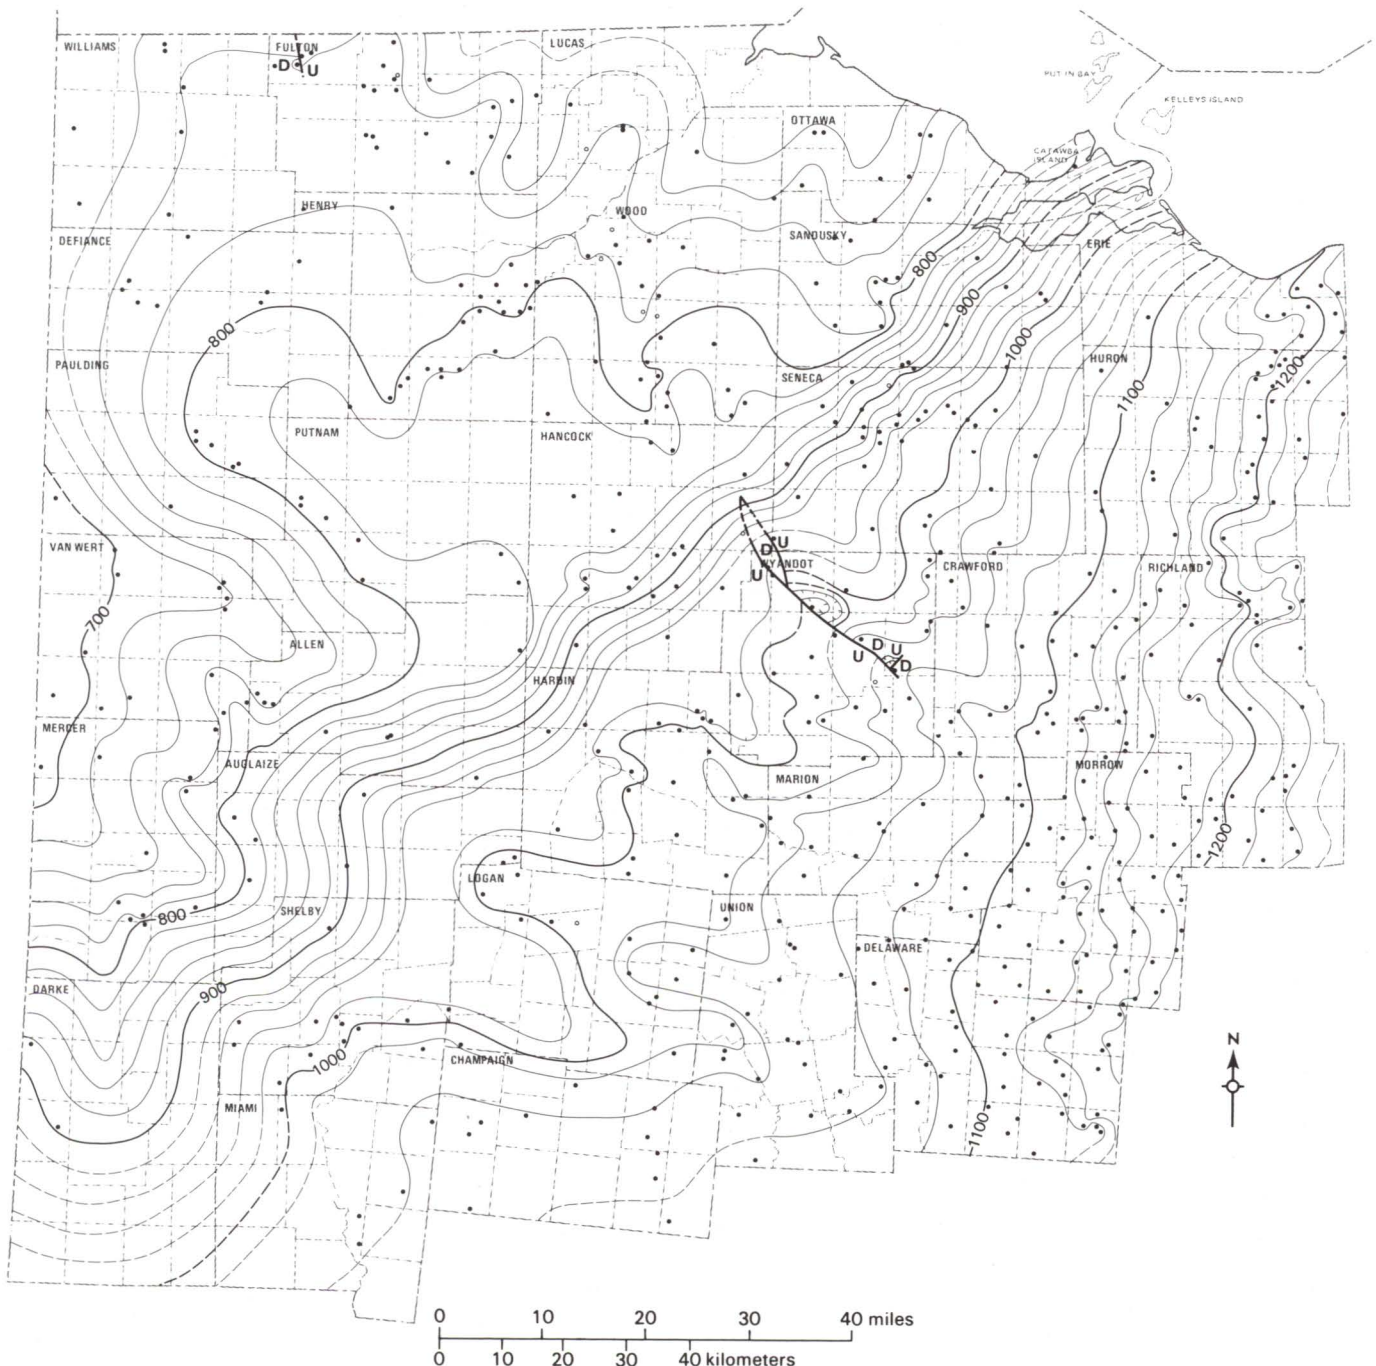 WILLIAMS
FULTON
LUCAS
D U
PUT IN BAY
KELLEYS ISLAND
OTTAWA
CATAWBA
ISLAND
HENRY
WOOD
DEFIANCE
SANDUSKY
ERIE
800
900
800
1000
PAULDING
SENECA
HURON
1200
1100
PUTNAM
HANCOCK
U
D
VAN WERT
WYANDOT
CRAWFORD
RICHLAND
U
700
ALLEN
D
U
U
D
HARDIN
MERCER
AUGLAIZE
MARION
MORROW
1200
LOGAN
SHELBY
UNION
800
DELAWARE
DARKE
900
N
1000
CHAMPAIGN
MIAMI
1100
0 10 20 30 40 miles
0 10 20 30 40 kilometers